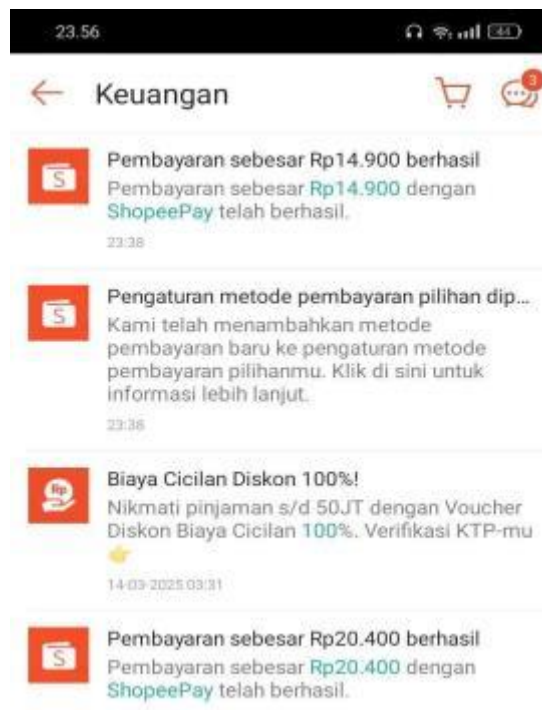 23.56
44
Keuangan
3
Pembayaran sebesar Rp14.900 berhasil
Pembayaran sebesar Rp14.900 dengan
ShopeePay telah berhasil.
23:38
Pengaturan metode pembayaran pilihan dip...
Kami telah menambahkan metode
pembayaran baru ke pengaturan metode
pembayaran pilihanmu. Klik di sini untuk
informasi lebih lanjut.
23:38
Rp
Biaya Cicilan Diskon 100%!
Nikmati pinjaman s/d 50JT dengan Voucher
Diskon Biaya Cicilan 100%. Verifikasi KTP-mu
👉
14-03-2025 03:31
Pembayaran sebesar Rp20.400 berhasil
Pembayaran sebesar Rp20.400 dengan
ShopeePay telah berhasil.